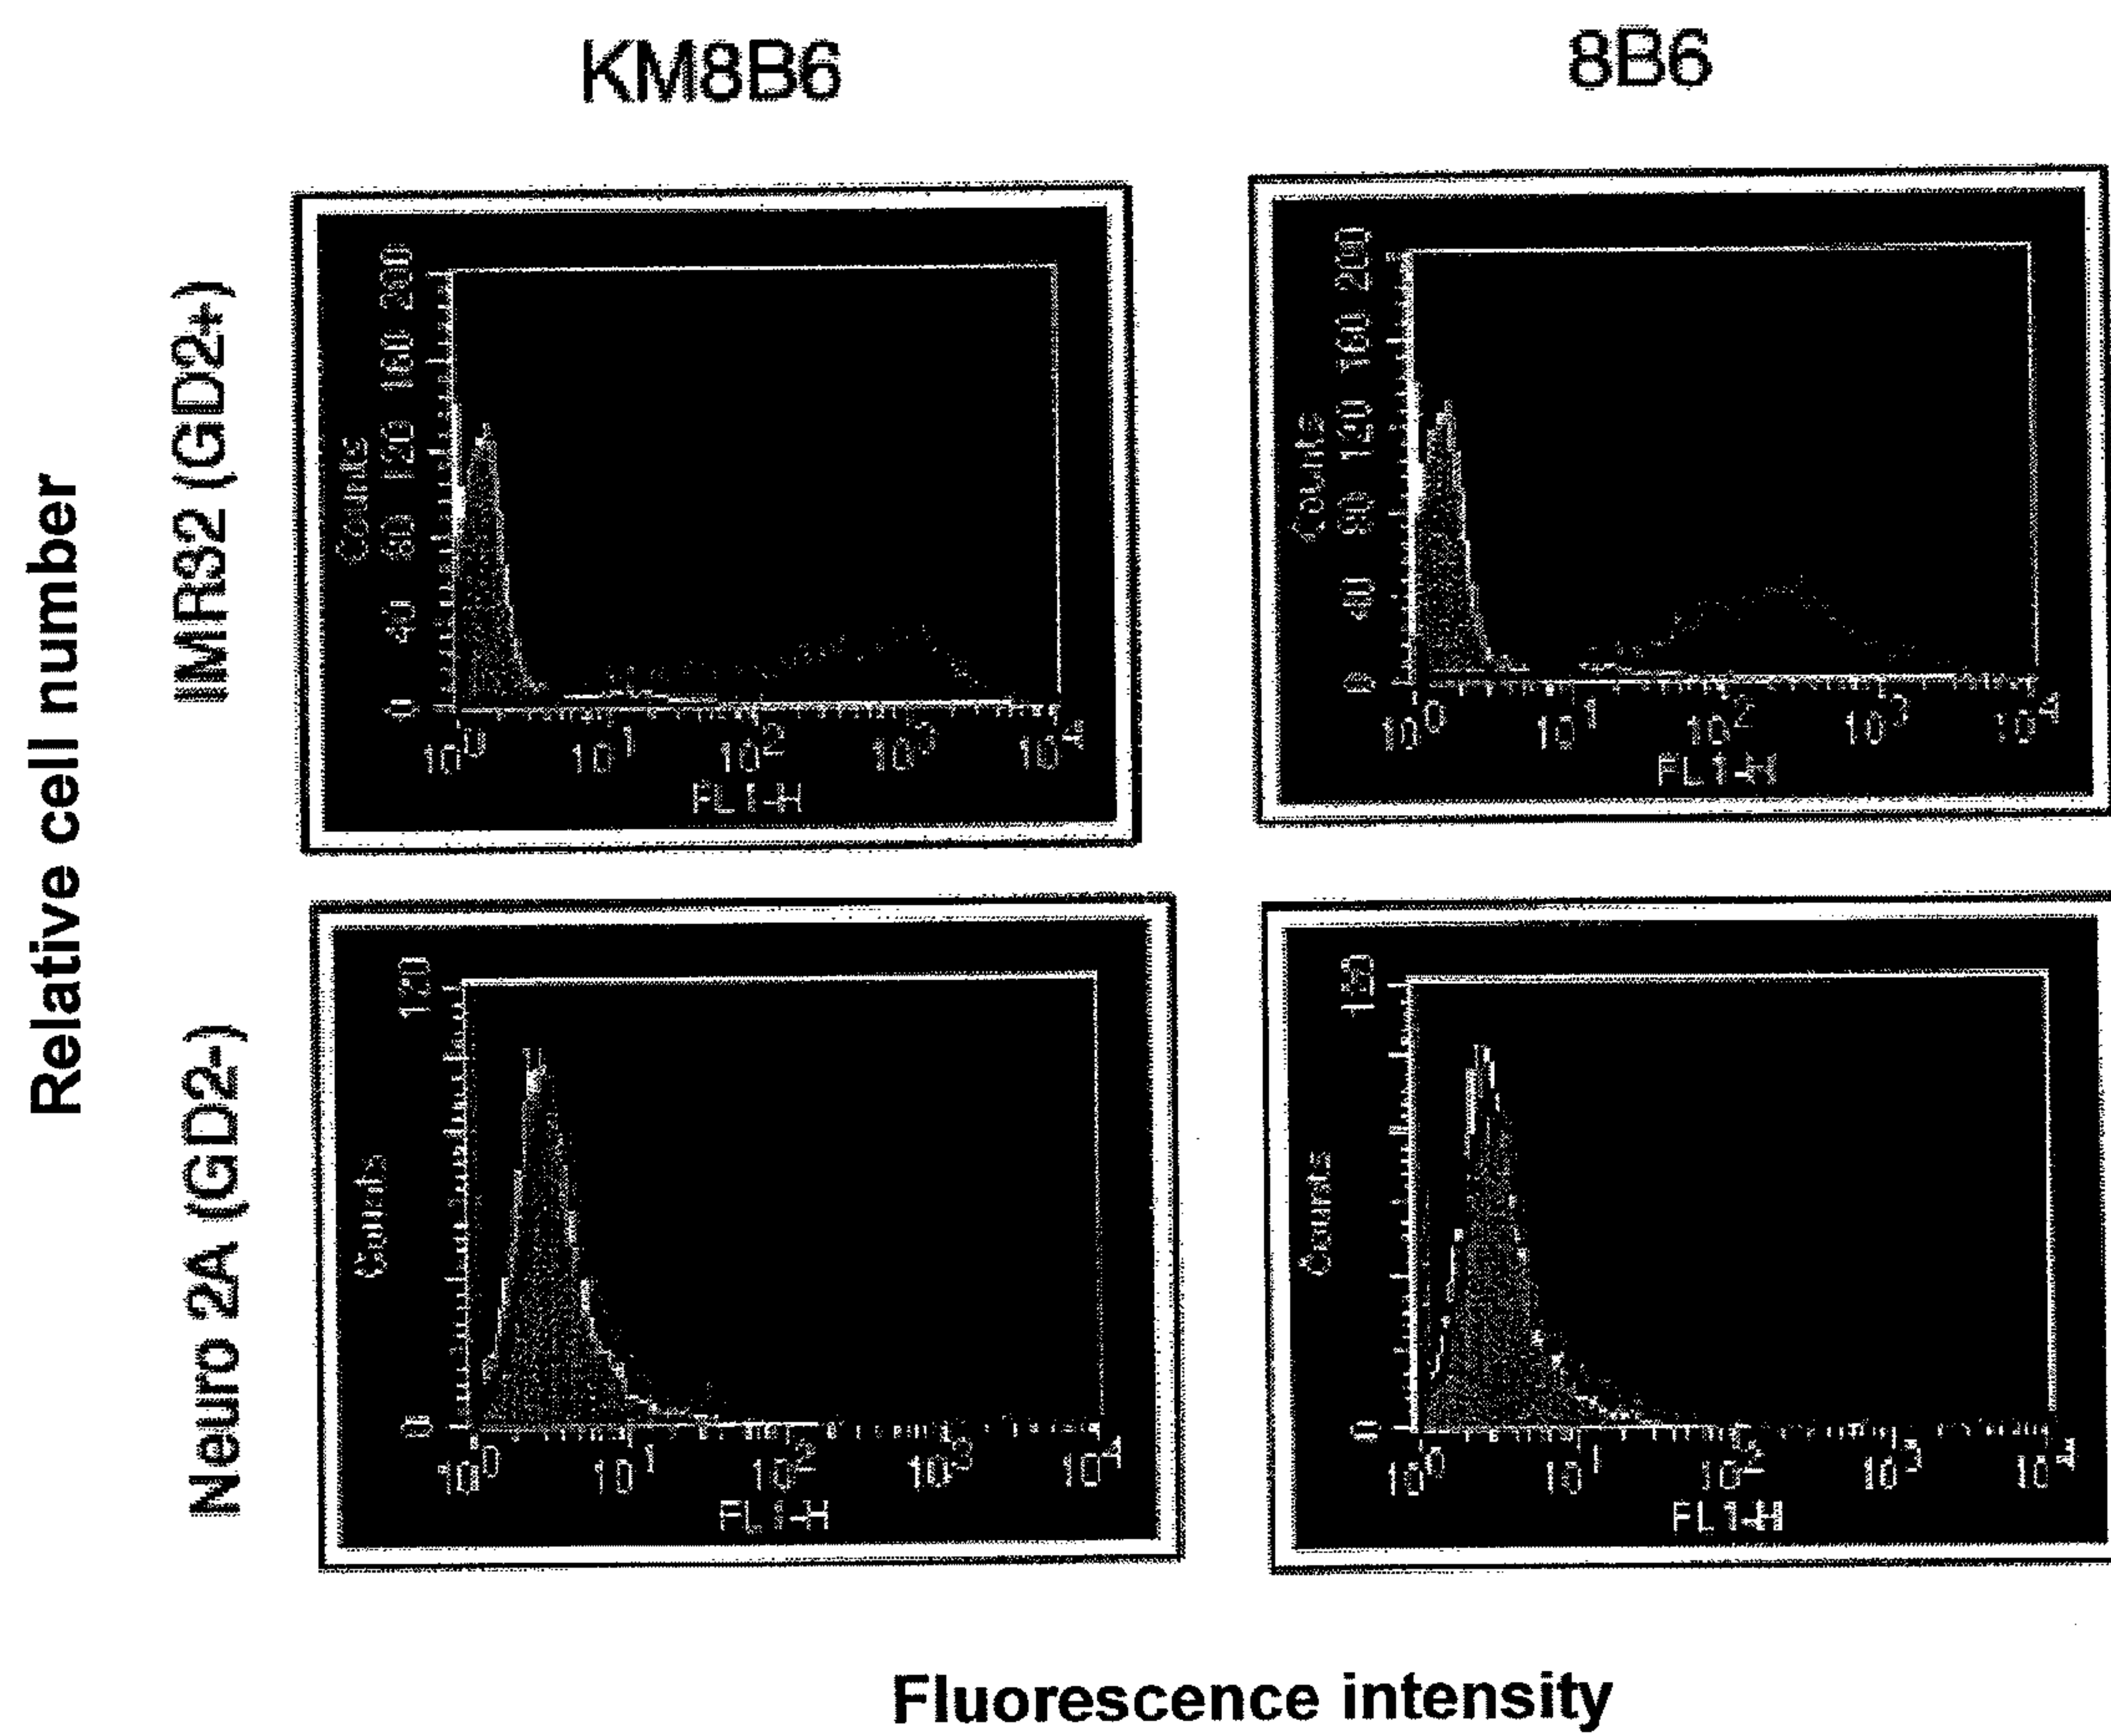 KM8B6
8B6
Relative cell number
IMR32 (GD2+)
Counts
0 40 80 120 160 200
10^0 10^1 10^2 10^3 10^4
FL1-H
Counts
0 40 80 120 160 200
10^0 10^1 10^2 10^3 10^4
FL1-H
Neuro 2A (GD2-)
Counts
0 120
10^0 10^1 10^2 10^3 10^4
FL1-H
Counts
0
10^0 10^1 10^2 10^3 10^4
FL1-H
Fluorescence intensity